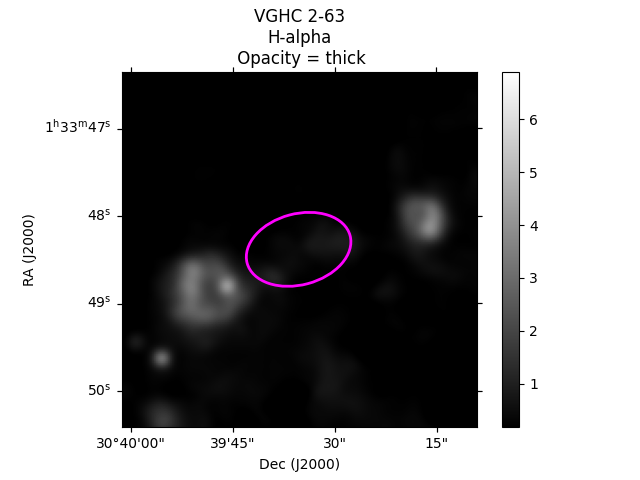 VGHC 2-63
H-alpha
Opacity = thick
1ʰ33ᵐ47ˢ
48ˢ
49ˢ
50ˢ
RA (J2000)
30°40'00"
39'45"
30"
15"
Dec (J2000)
6
5
4
3
2
1